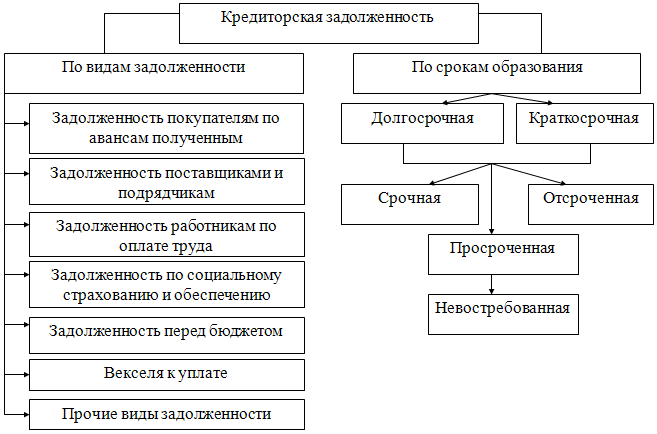 Кредиторская задолженность
По видам задолженности
Задолженность покупателям по
авансам полученным
Задолженность поставщиками и
подрядчикам
Задолженность работникам по
оплате труда
Задолженность по социальному
страхованию и обеспечению
Задолженность перед бюджетом
Векселя к уплате
Прочие виды задолженности
По срокам образования
Долгосрочная
Краткосрочная
Срочная
Отсроченная
Просроченная
Невостребованная